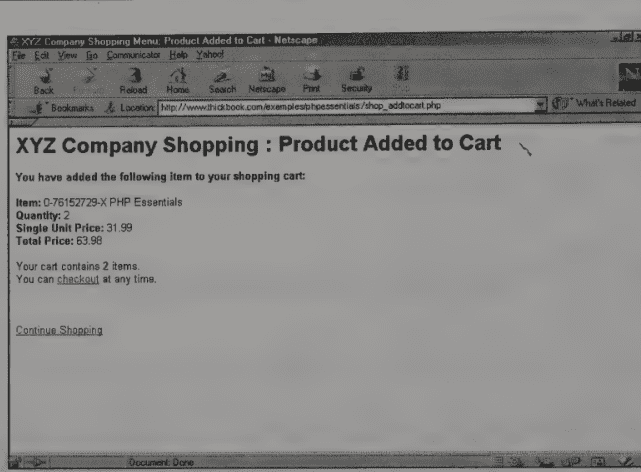 XYZ Company Shopping Menu: Product Added to Cart - Netscape
File Edit View Go Communicator Help Yahoo!
Back Reload Home Search Netscape Print Security
Bookmarks Location: http://www.thickbook.com/examples/phpessentials/shop_addtocart.php What's Related
XYZ Company Shopping : Product Added to Cart
You have added the following item to your shopping cart:
Item: 0-76152729-X PHP Essentials
Quantity: 2
Single Unit Price: 31.99
Total Price: 63.98
Your cart contains 2 items.
You can checkout at any time.
Continue Shopping
Document: Done